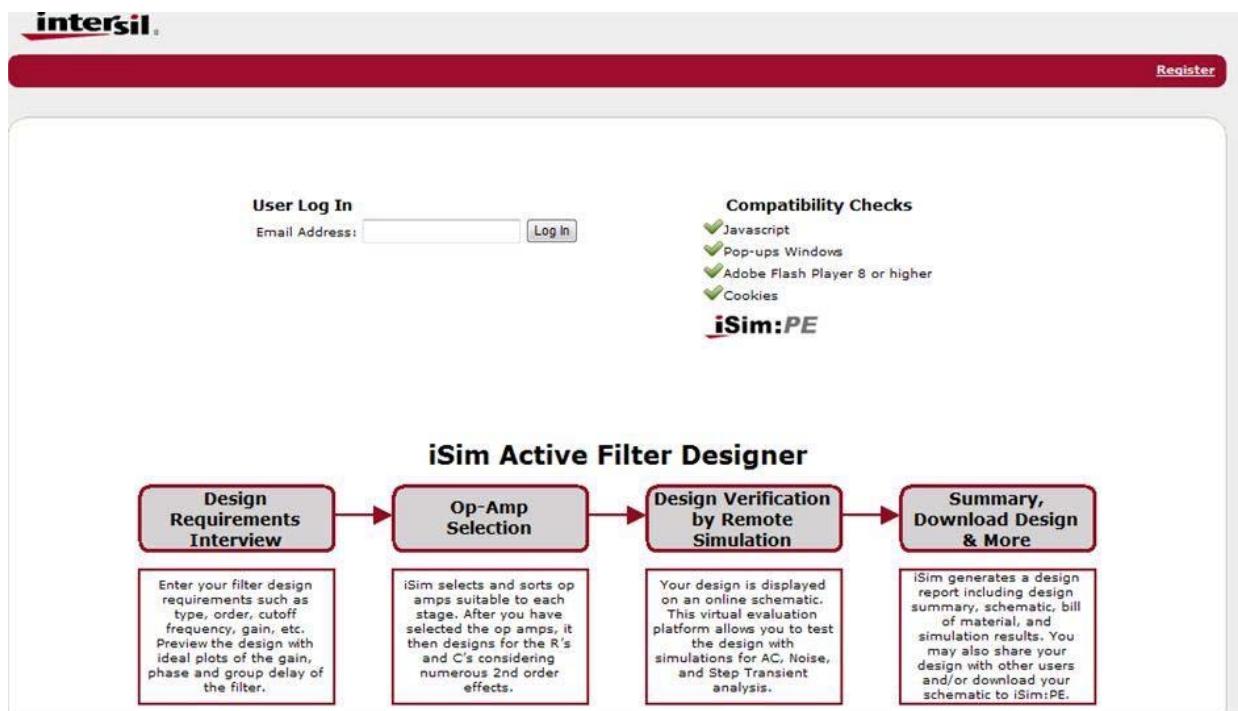 intersil
Register
User Log In
Email Address:
Log In
Compatibility Checks
Javascript
Pop-ups Windows
Adobe Flash Player 8 or higher
Cookies
iSim:PE
iSim Active Filter Designer
Design
Requirements
Interview
Op-Amp
Selection
Design Verification
by Remote
Simulation
Summary,
Download Design
& More
Enter your filter design
requirements such as
type, order, cutoff
frequency, gain, etc.
Preview the design with
ideal plots of the gain,
phase and group delay of
the filter.
iSim selects and sorts op
amps suitable to each
stage. After you have
selected the op amps, it
then designs for the R's
and C's considering
numerous 2nd order
effects.
Your design is displayed
on an online schematic.
This virtual evaluation
platform allows you to test
the design with
simulations for AC, Noise,
and Step Transient
analysis.
iSim generates a design
report including design
summary, schematic, bill
of material, and
simulation results. You
may also share your
design with other users
and/or download your
schematic to iSim:PE.